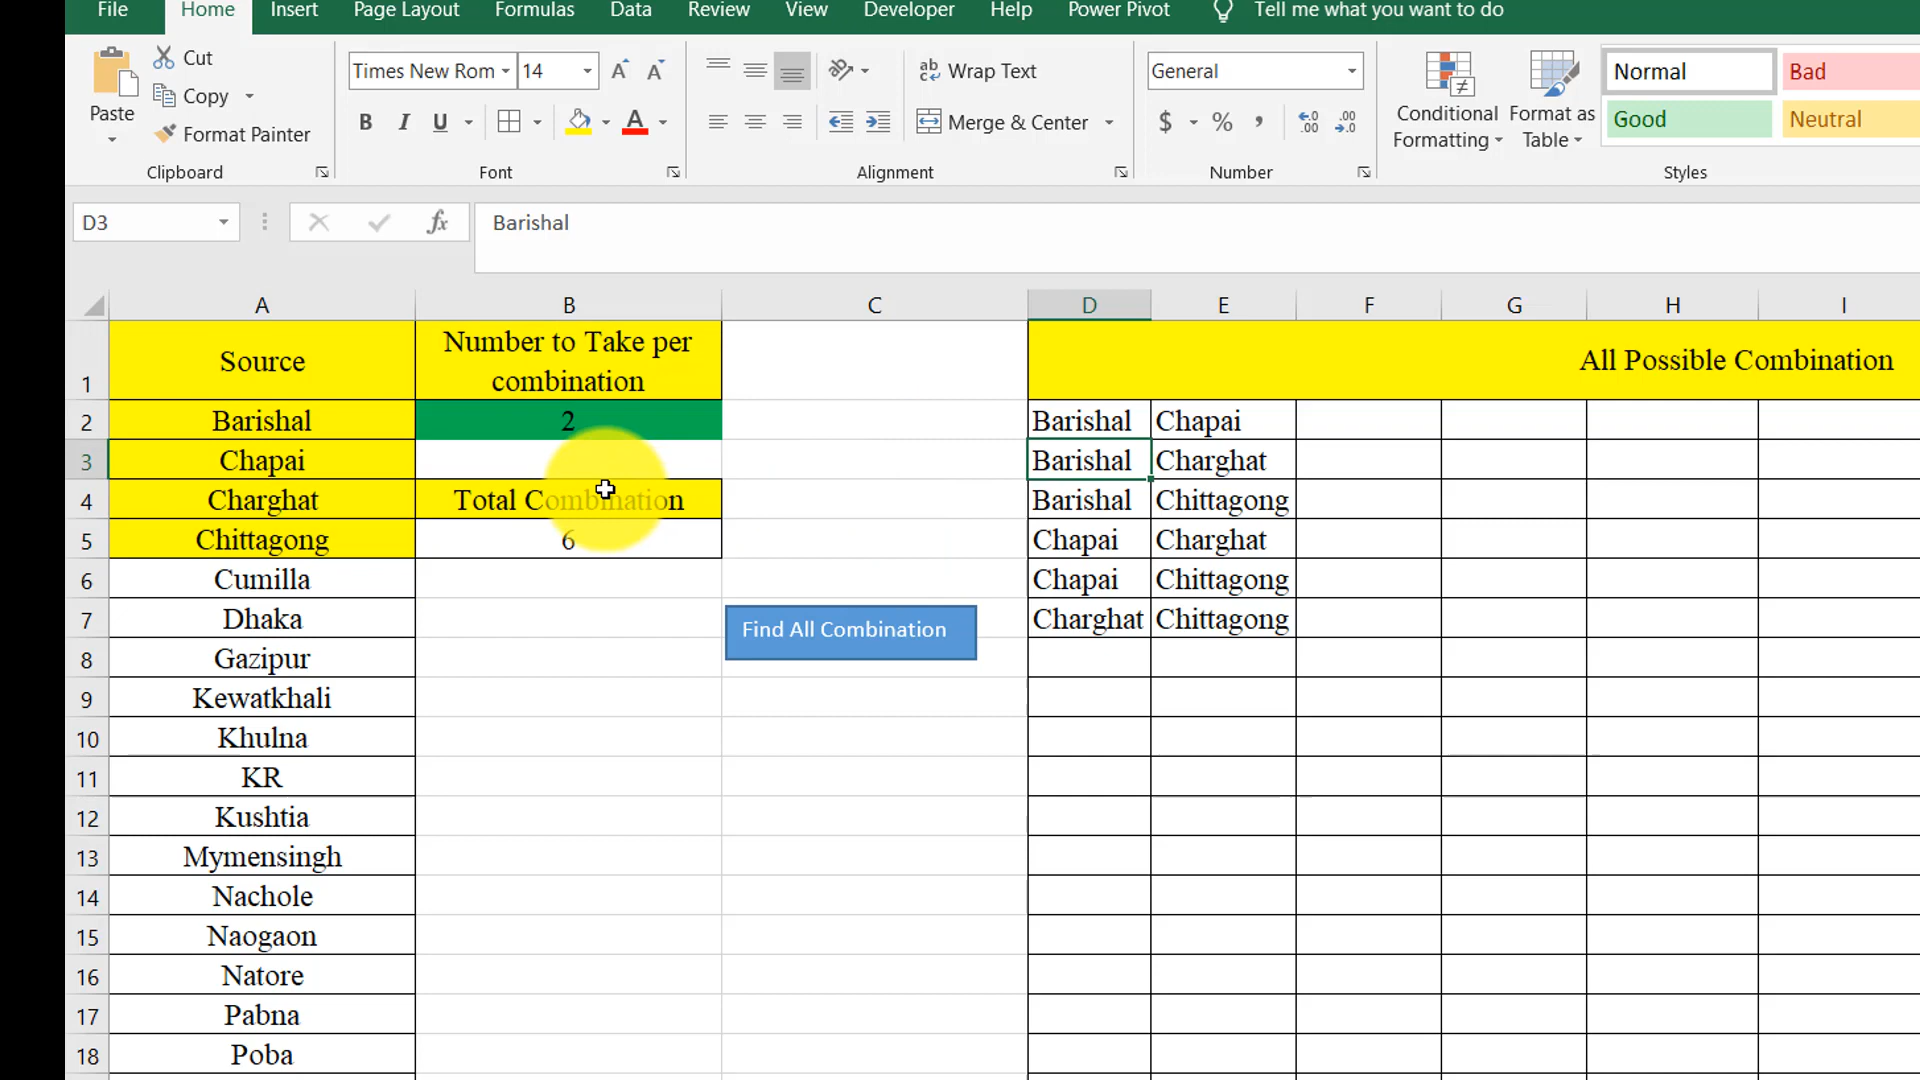 File Home Insert Page Layout Formulas Data Review View Developer Help Power Pivot Tell me what you want to do
Paste
Cut
Copy
Format Painter
Clipboard
Times New Rom 14
B I U
Font
Wrap Text
Merge & Center
Alignment
General
$ % ,
Number
Conditional Formatting
Format as Table
Normal Bad
Good Neutral
Styles
D3 fx Barishal
A B C D E F G H I
1 Source Number to Take per combination All Possible Combination
2 Barishal 2 Barishal Chapai
3 Chapai Barishal Charghat
4 Charghat Total Combination Barishal Chittagong
5 Chittagong 6 Chapai Charghat
6 Cumilla Chapai Chittagong
7 Dhaka Find All Combination Charghat Chittagong
8 Gazipur
9 Kewatkhali
10 Khulna
11 KR
12 Kushtia
13 Mymensingh
14 Nachole
15 Naogaon
16 Natore
17 Pabna
18 Poba